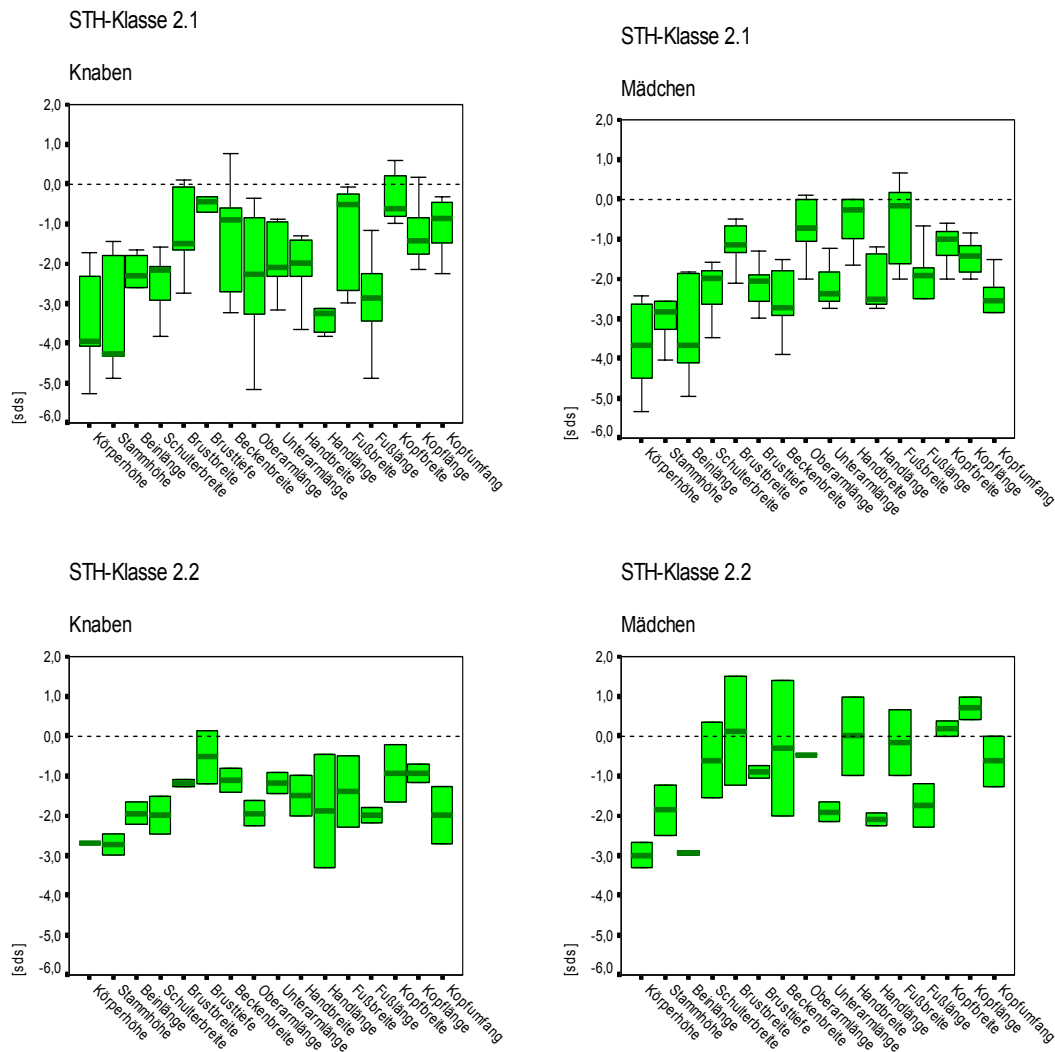 STH-Klasse 2.1
Knaben
2,0
1,0
0,0
-1,0
-2,0
-3,0
-4,0
-5,0
-6,0
[sds]
Körperhöhe
Stammhöhe
Beinlänge
Schulterbreite
Brustbreite
Brusttiefe
Beckenbreite
Oberarmlänge
Unterarmlänge
Handbreite
Handlänge
Fußbreite
Fußlänge
Kopfbreite
Kopflänge
Kopfumfang
STH-Klasse 2.1
Mädchen
2,0
1,0
0,0
-1,0
-2,0
-3,0
-4,0
-5,0
-6,0
[sds]
Körperhöhe
Stammhöhe
Beinlänge
Schulterbreite
Brustbreite
Brusttiefe
Beckenbreite
Oberarmlänge
Unterarmlänge
Handbreite
Handlänge
Fußbreite
Fußlänge
Kopfbreite
Kopflänge
Kopfumfang
STH-Klasse 2.2
Knaben
2,0
1,0
0,0
-1,0
-2,0
-3,0
-4,0
-5,0
-6,0
[sds]
Körperhöhe
Stammhöhe
Beinlänge
Schulterbreite
Brustbreite
Brusttiefe
Beckenbreite
Oberarmlänge
Unterarmlänge
Handbreite
Handlänge
Fußbreite
Fußlänge
Kopfbreite
Kopflänge
Kopfumfang
STH-Klasse 2.2
Mädchen
2,0
1,0
0,0
-1,0
-2,0
-3,0
-4,0
-5,0
-6,0
[sds]
Körperhöhe
Stammhöhe
Beinlänge
Schulterbreite
Brustbreite
Brusttiefe
Beckenbreite
Oberarmlänge
Unterarmlänge
Handbreite
Handlänge
Fußbreite
Fußlänge
Kopfbreite
Kopflänge
Kopfumfang